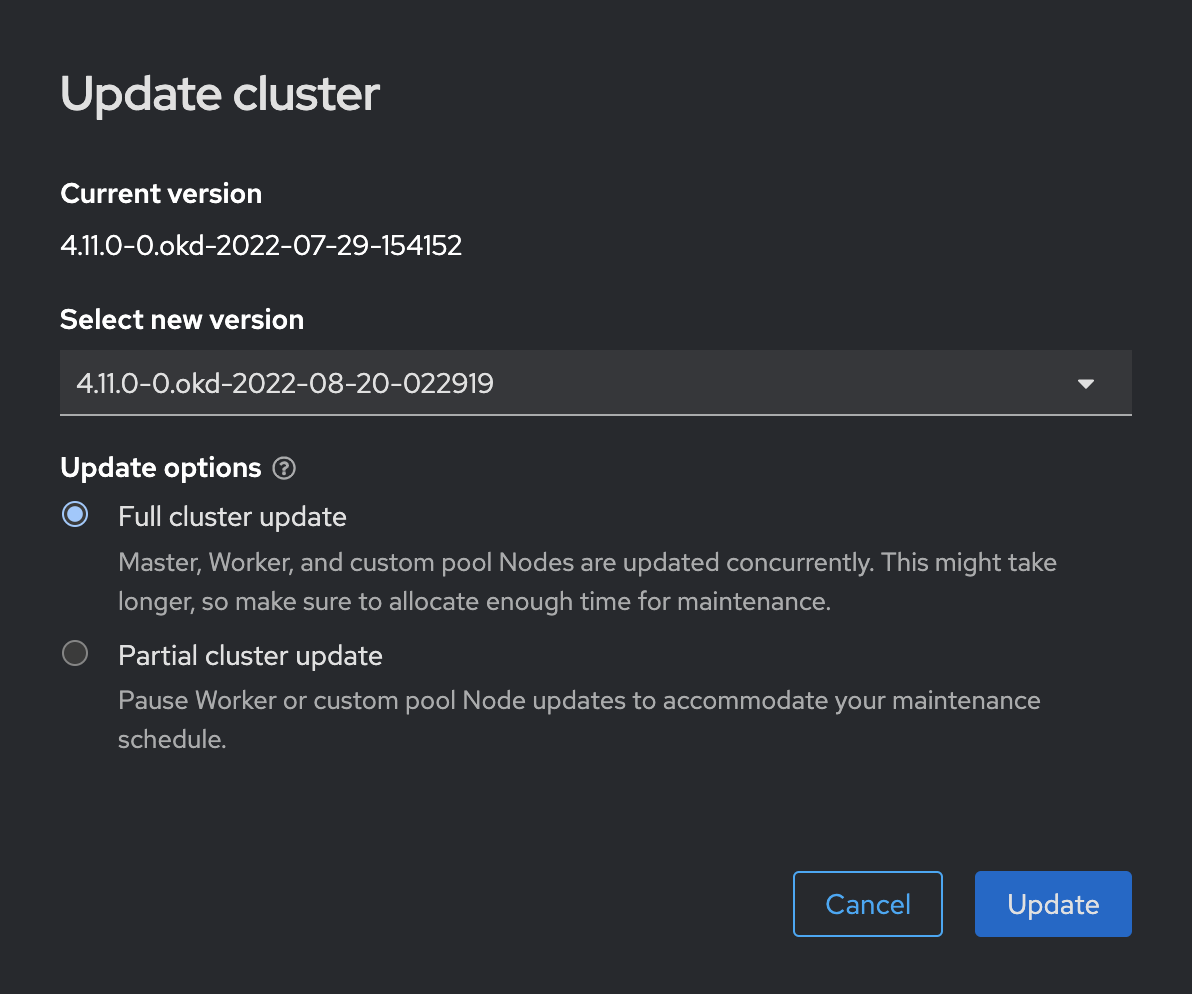 Update cluster
Current version
4.11.0-0.okd-2022-07-29-154152
Select new version
4.11.0-0.okd-2022-08-20-022919
Update options
Full cluster update
Master, Worker, and custom pool Nodes are updated concurrently. This might take
longer, so make sure to allocate enough time for maintenance.
Partial cluster update
Pause Worker or custom pool Node updates to accommodate your maintenance
schedule.
Cancel
Update